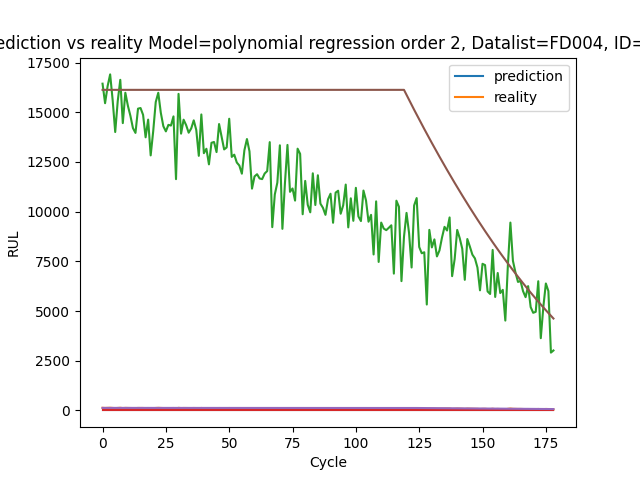 ediction vs reality Model=polynomial regression order 2, Datalist=FD004, ID=
17500
15000
12500
10000
7500
5000
2500
0
RUL
prediction
reality
0 25 50 75 100 125 150 175
Cycle